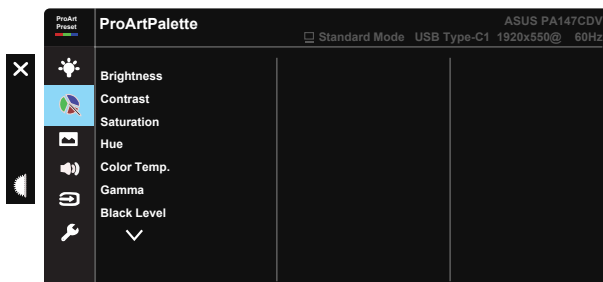 ProArt
Preset
ProArtPalette
ASUS PA147CDV
Standard Mode USB Type-C1 1920x550@ 60Hz
Brightness
Contrast
Saturation
Hue
Color Temp.
Gamma
Black Level